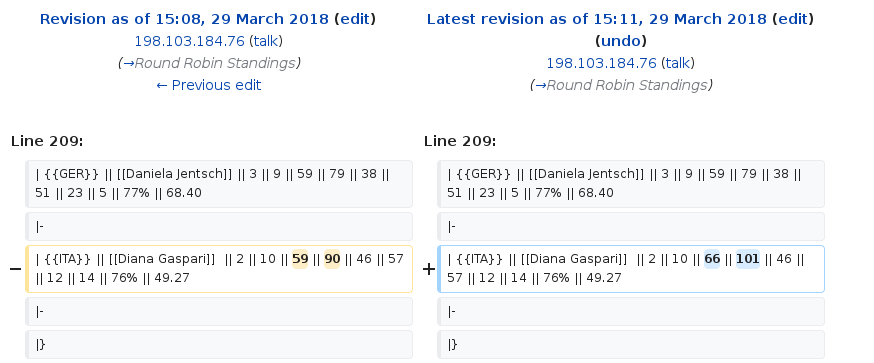 Revision as of 15:08, 29 March 2018 (edit)
198.103.184.76 (talk)
(→Round Robin Standings)
← Previous edit
Latest revision as of 15:11, 29 March 2018 (edit)
(undo)
198.103.184.76 (talk)
(→Round Robin Standings)
Line 209:
Line 209:
| {{GER}} || [[Daniela Jentsch]] || 3 || 9 || 59 || 79 || 38 ||
51 || 23 || 5 || 77% || 68.40
| {{GER}} || [[Daniela Jentsch]] || 3 || 9 || 59 || 79 || 38 ||
51 || 23 || 5 || 77% || 68.40
|-
|-
− | {{ITA}} || [[Diana Gaspari]] || 2 || 10 || 59 || 90 || 46 || 57
|| 12 || 14 || 76% || 49.27
+ | {{ITA}} || [[Diana Gaspari]] || 2 || 10 || 66 || 101 || 46 ||
57 || 12 || 14 || 76% || 49.27
|-
|-
|}
|}